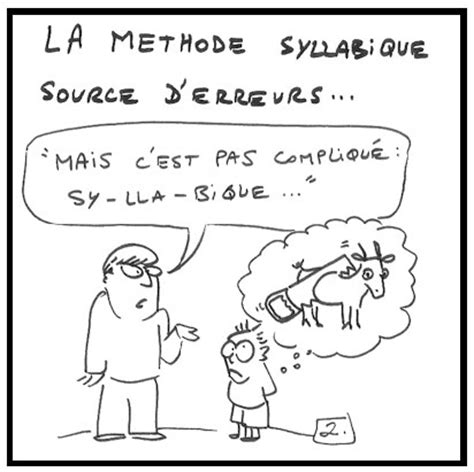 LA METHODE SYLLABIQUE
SOURCE D'ERREURS...
"MAIS C'EST PAS COMPLIQUÉ :
SY-LLA-BIQUE ..."
2.